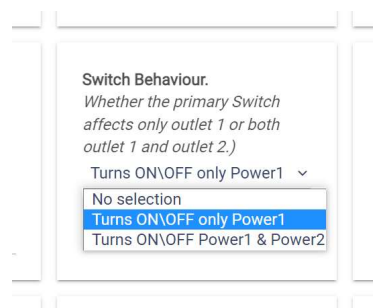 Switch Behaviour.
Whether the primary Switch
affects only outlet 1 or both
outlet 1 and outlet 2.)
Turns ON\OFF only Power1
No selection
Turns ON\OFF only Power1
Turns ON\OFF Power1 & Power2